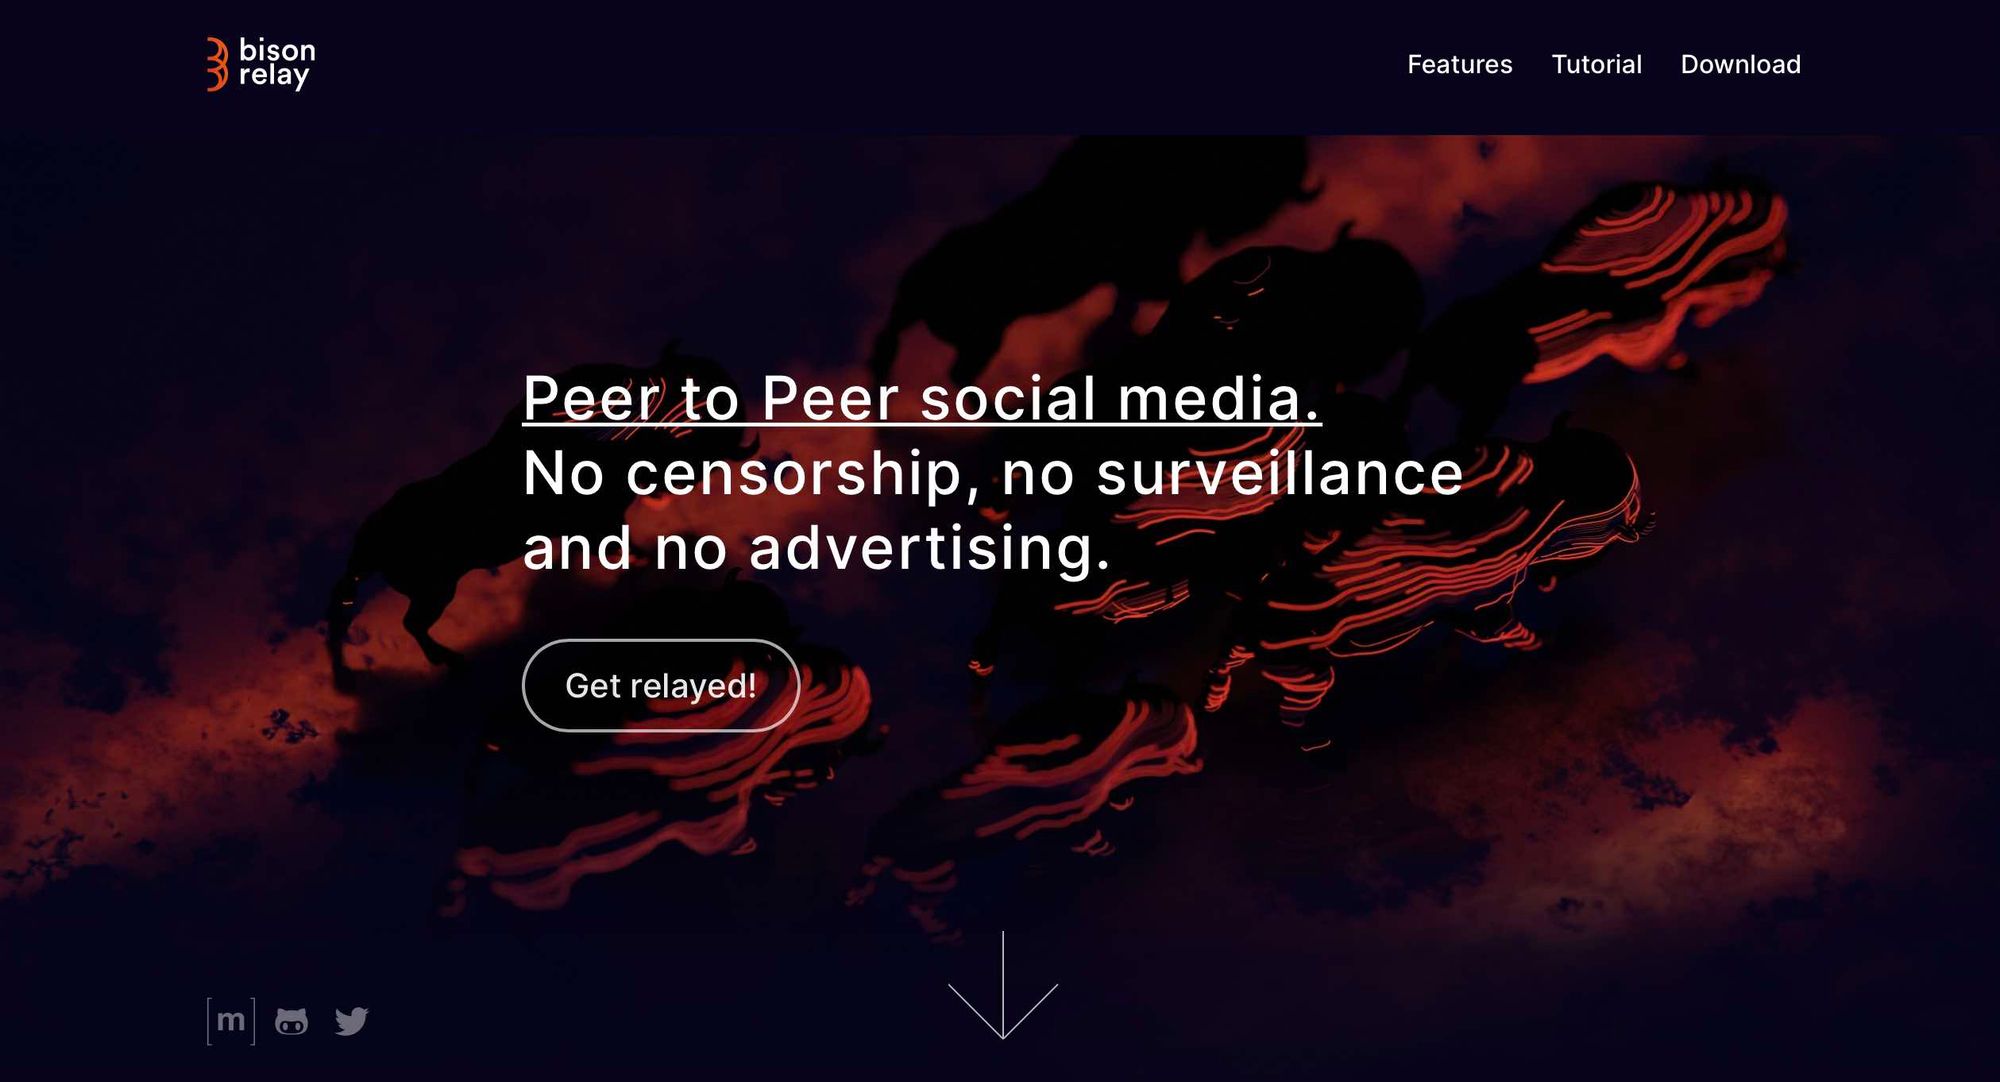 bison
relay
Features Tutorial Download
Peer to Peer social media.
No censorship, no surveillance
and no advertising.
Get relayed!
[m]